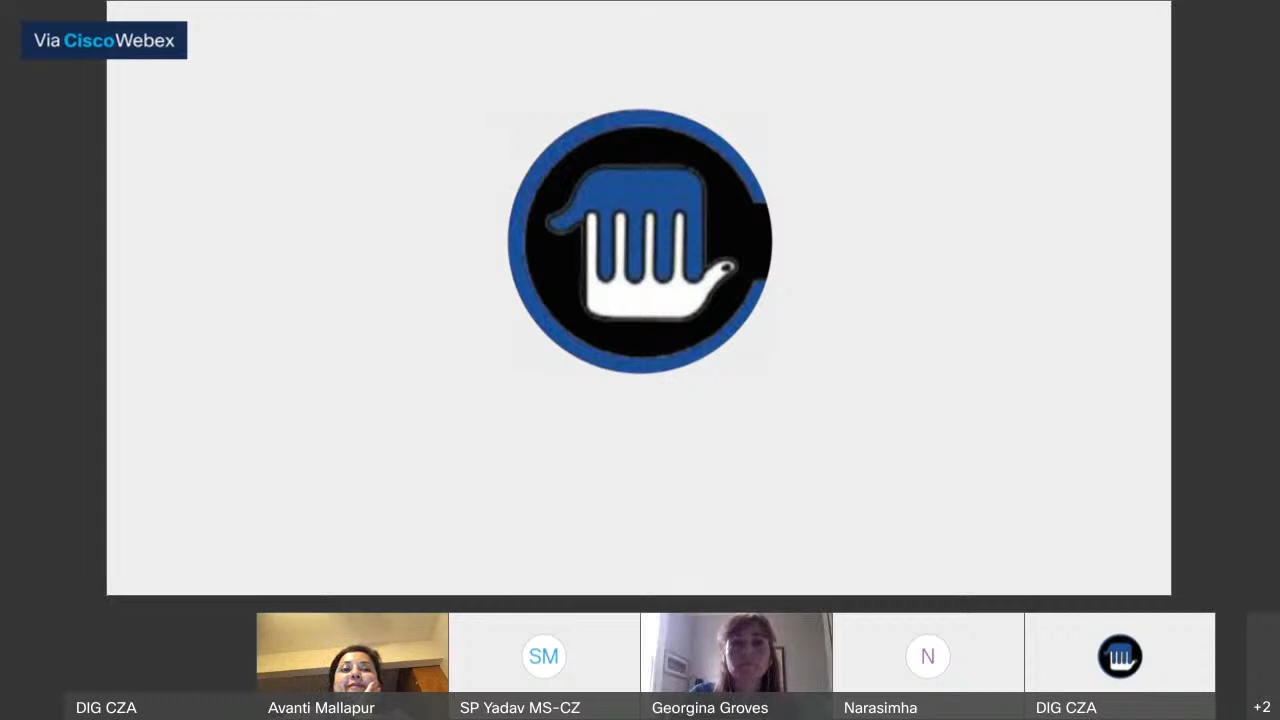 Via CiscoWebex
SM
N
DIG CZA
Avanti Mallapur
SP Yadav MS-CZ
Georgina Groves
Narasimha
DIG CZA
+2